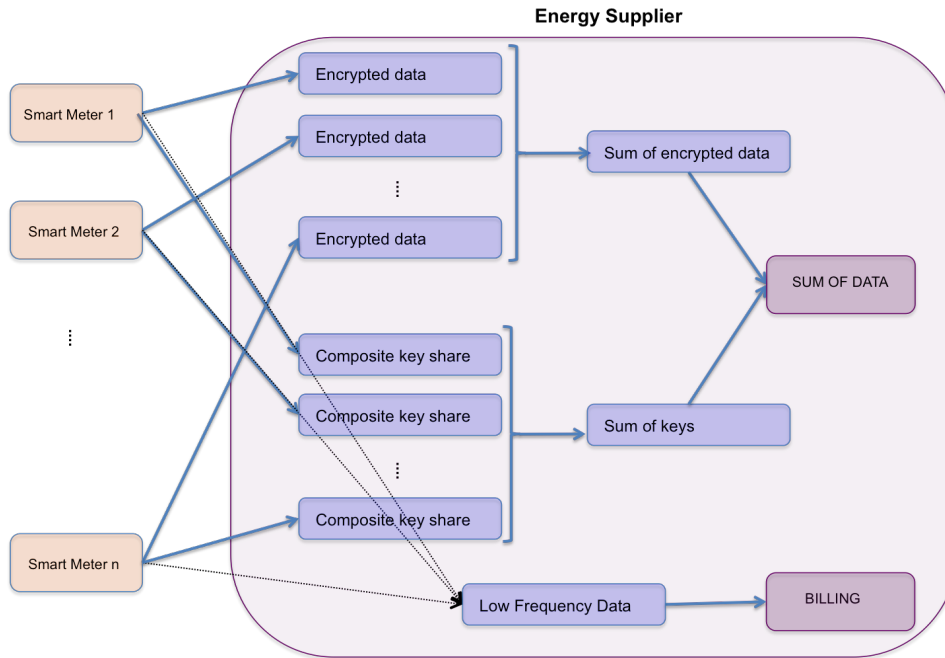 Energy Supplier
Smart Meter 1
Smart Meter 2
Smart Meter n
Encrypted data
Encrypted data
Encrypted data
Composite key share
Composite key share
Composite key share
Sum of encrypted data
Sum of keys
SUM OF DATA
Low Frequency Data
BILLING